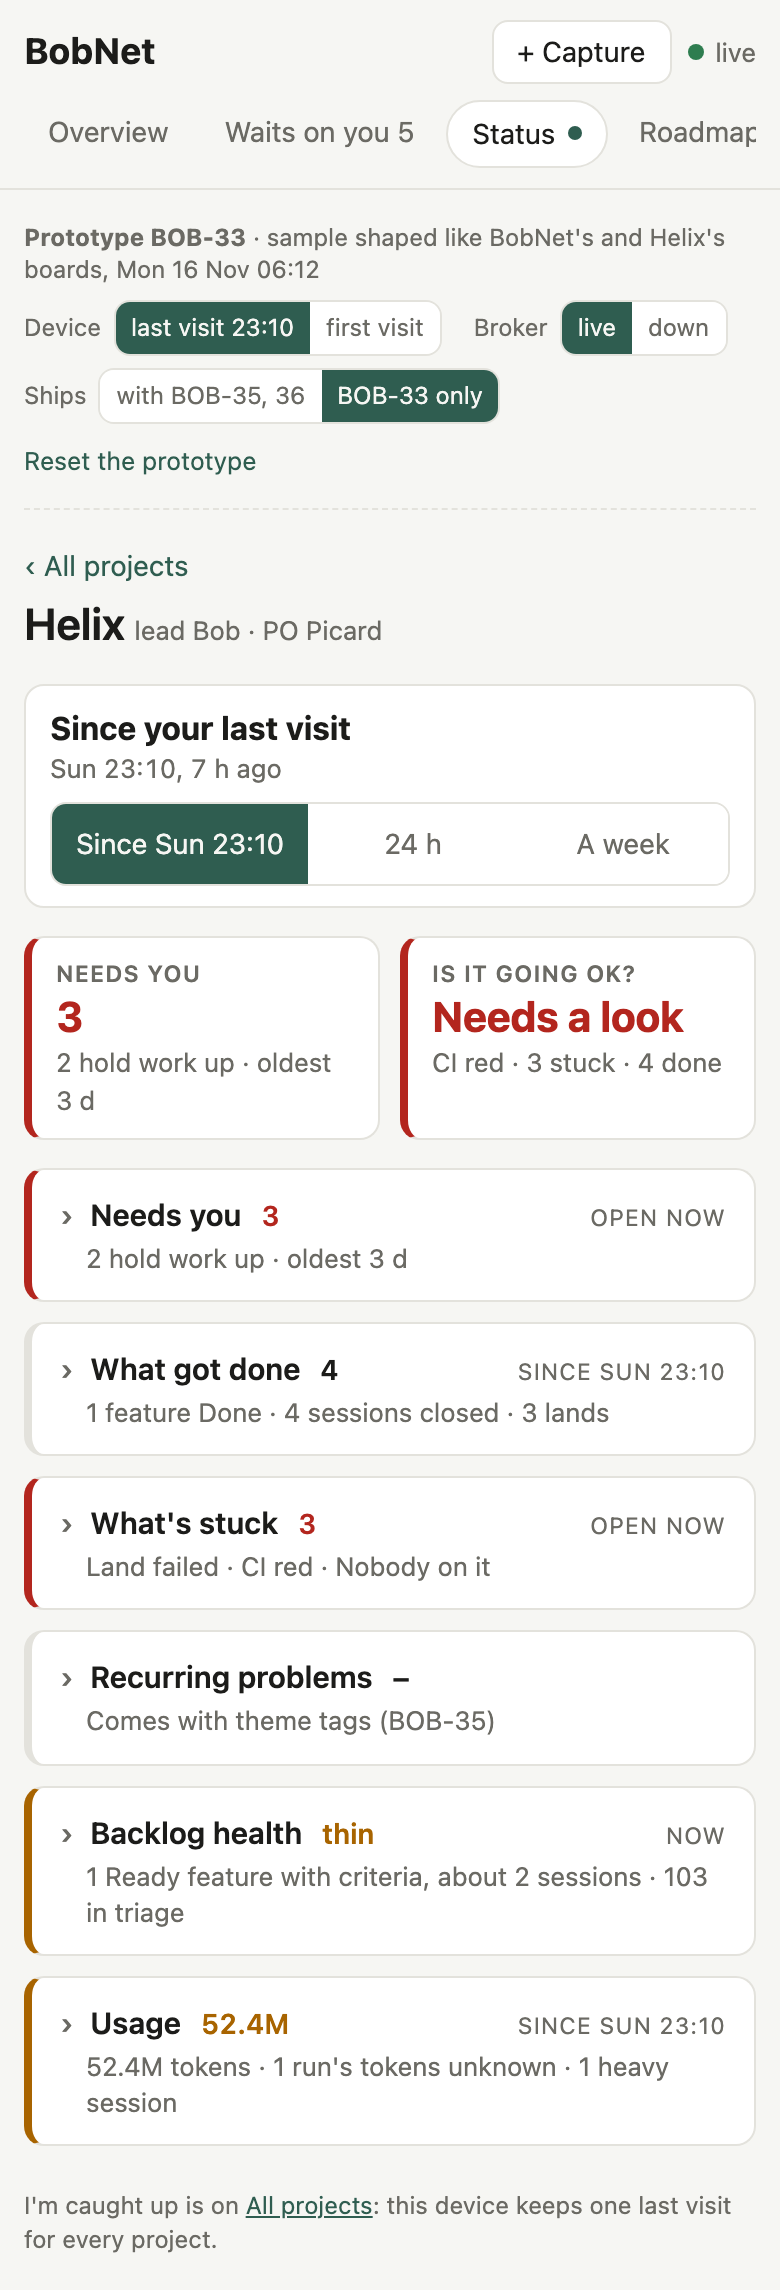 BobNet
+ Capture
live
Overview
Waits on you 5
Status
Roadmap
Prototype BOB-33 · sample shaped like BobNet's and Helix's
boards, Mon 16 Nov 06:12
Device
last visit 23:10
first visit
Broker
live
down
Ships
with BOB-35, 36
BOB-33 only
Reset the prototype
‹ All projects
Helix lead Bob · PO Picard
Since your last visit
Sun 23:10, 7 h ago
Since Sun 23:10
24 h
A week
NEEDS YOU
3
2 hold work up · oldest
3 d
IS IT GOING OK?
Needs a look
CI red · 3 stuck · 4 done
› Needs you 3
OPEN NOW
2 hold work up · oldest 3 d
› What got done 4
SINCE SUN 23:10
1 feature Done · 4 sessions closed · 3 lands
› What's stuck 3
OPEN NOW
Land failed · CI red · Nobody on it
› Recurring problems –
Comes with theme tags (BOB-35)
› Backlog health thin
NOW
1 Ready feature with criteria, about 2 sessions · 103
in triage
› Usage 52.4M
SINCE SUN 23:10
52.4M tokens · 1 run's tokens unknown · 1 heavy
session
I'm caught up is on All projects: this device keeps one last visit
for every project.